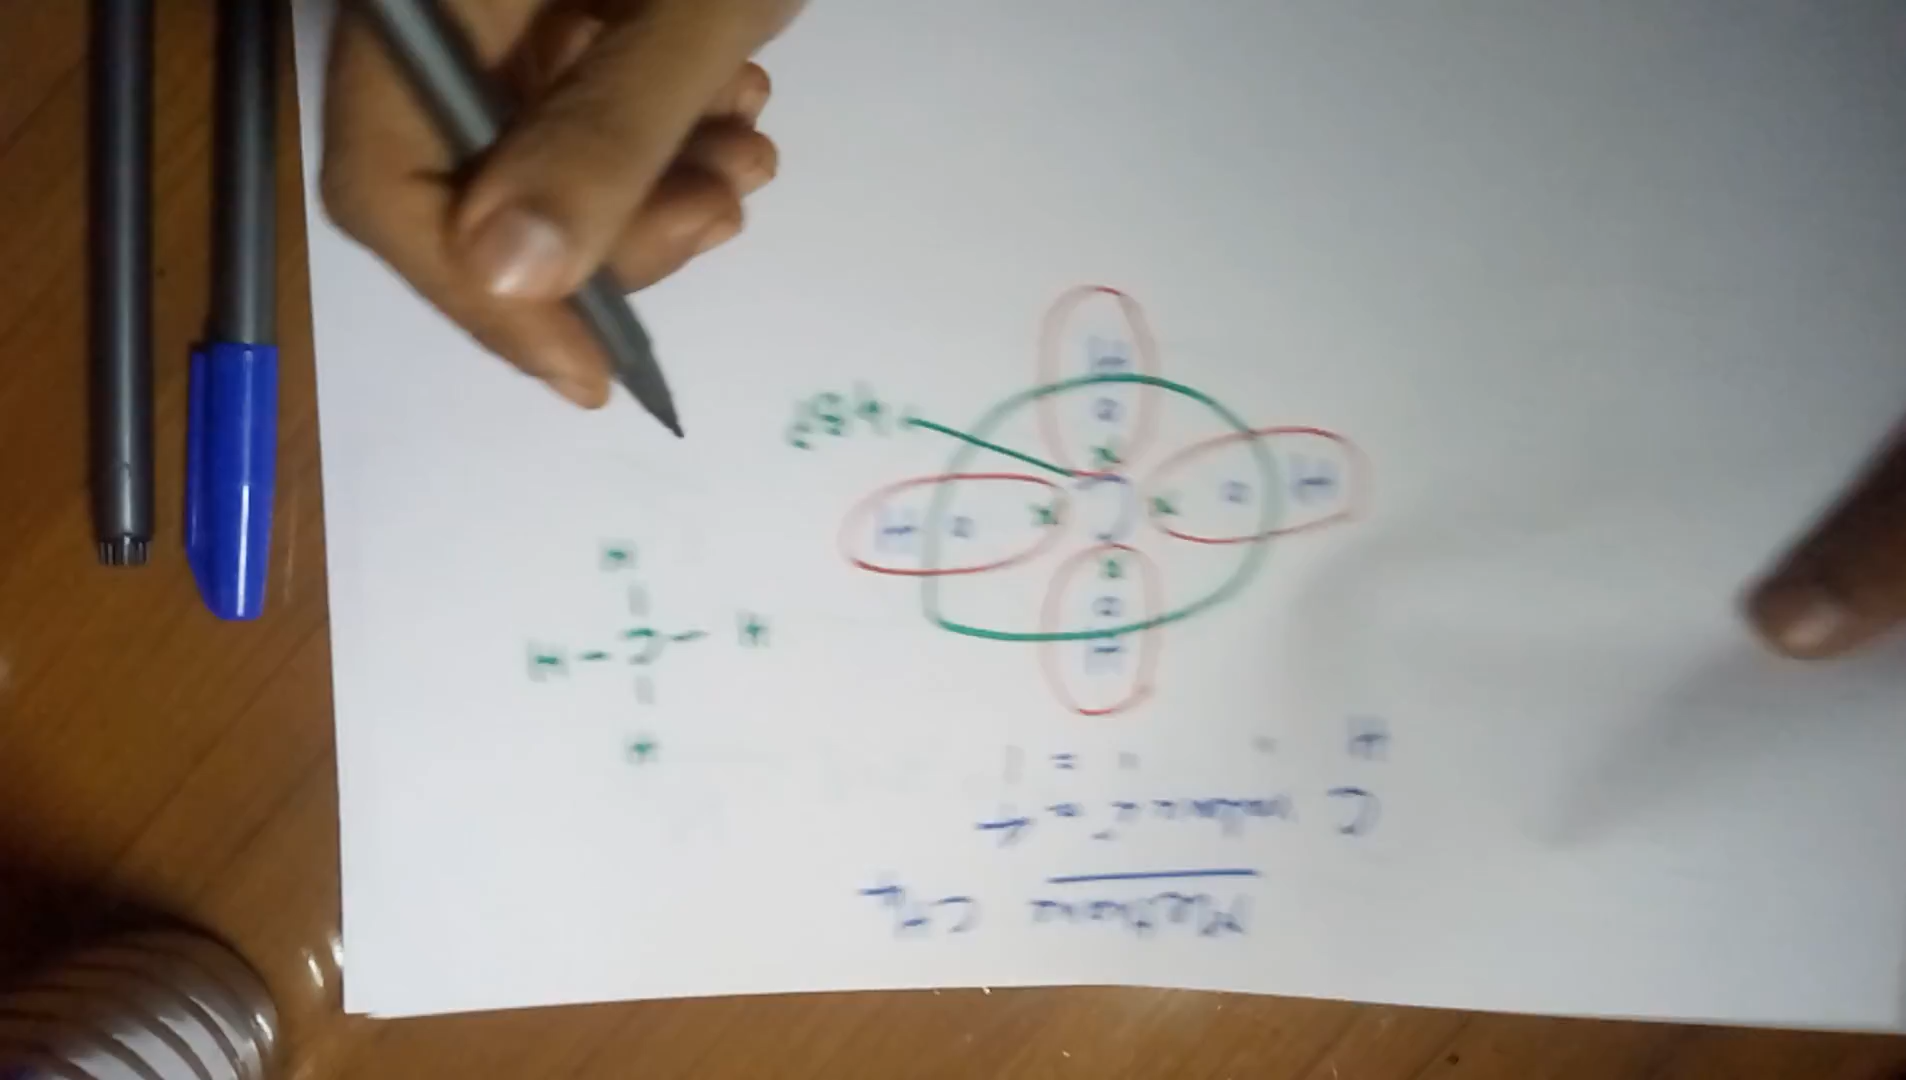 Methane CH4
C valence e- = 4
H " " = 1
H
H
C
H
H
H
H - C - H
H